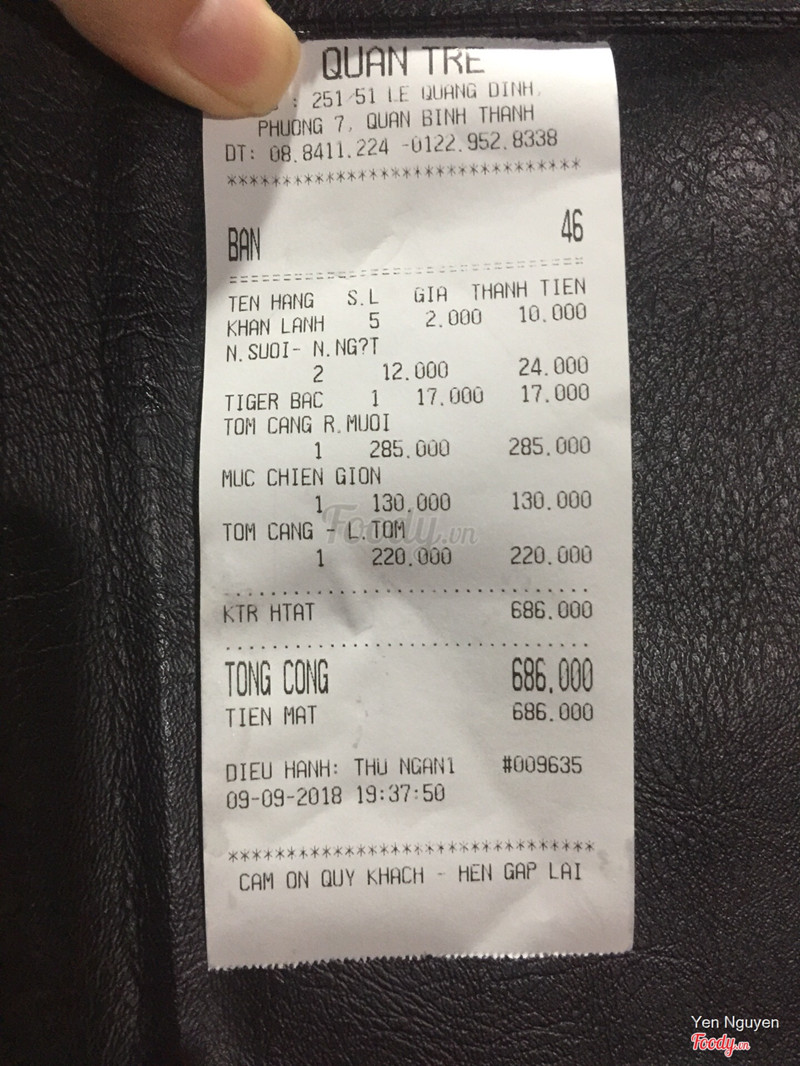 QUAN TRE
: 251/51 LE QUANG DINH,
PHUONG 7, QUAN BINH THANH
DT: 08.8411.224 -0122.952.8338
********************************
BAN 46
================================
TEN HANG S.L GIA THANH TIEN
KHAN LANH 5 2.000 10.000
N.SUOI- N.NG?T
2 12.000 24.000
TIGER BAC 1 17.000 17.000
TOM CANG R.MUOI
1 285.000 285.000
MUC CHIEN GION
1 130.000 130.000
TOM CANG - L.TOM
1 220.000 220.000
................................
KTR HTAT 686.000
................................
TONG CONG 686.000
TIEN MAT 686.000
DIEU HANH: THU NGAN1 #009635
09-09-2018 19:37:50
********************************
CAM ON QUY KHACH - HEN GAP LAI
Foody.vn
Yen Nguyen
Foody.vn